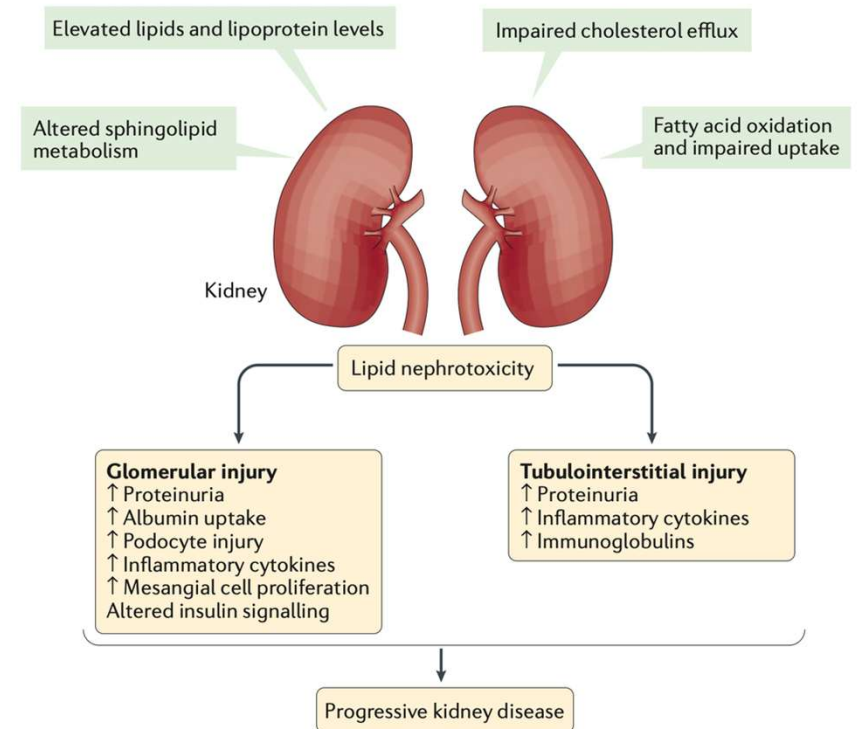 Elevated lipids and lipoprotein levels
Impaired cholesterol efflux
Altered sphingolipid
metabolism
Fatty acid oxidation
and impaired uptake
Kidney
Lipid nephrotoxicity
Glomerular injury
↑ Proteinuria
↑ Albumin uptake
↑ Podocyte injury
↑ Inflammatory cytokines
↑ Mesangial cell proliferation
Altered insulin signalling
Tubulointerstitial injury
↑ Proteinuria
↑ Inflammatory cytokines
↑ Immunoglobulins
Progressive kidney disease